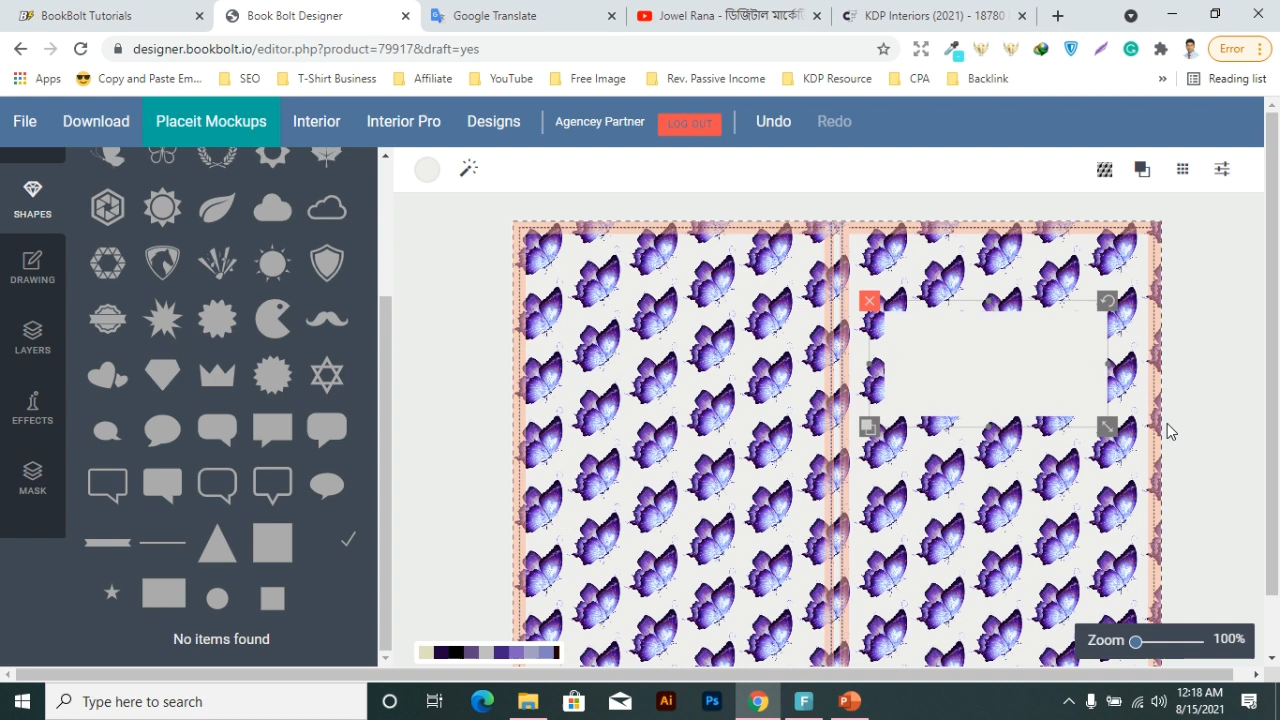 BookBolt Tutorials
Book Bolt Designer
Google Translate
Jowel Rana - ডিজিটাল মার্কেটি
KDP Interiors (2021) - 18780
designer.bookbolt.io/editor.php?product=79917&draft=yes
Error
Apps
Copy and Paste Em...
SEO
T-Shirt Business
Affiliate
YouTube
Free Image
Rev. Passive Income
KDP Resource
CPA
Backlink
»
Reading list
File
Download
Placeit Mockups
Interior
Interior Pro
Designs
Agencey Partner
LOG OUT
Undo
Redo
SHAPES
DRAWING
LAYERS
EFFECTS
MASK
No items found
Zoom
100%
Type here to search
12:18 AM
8/15/2021